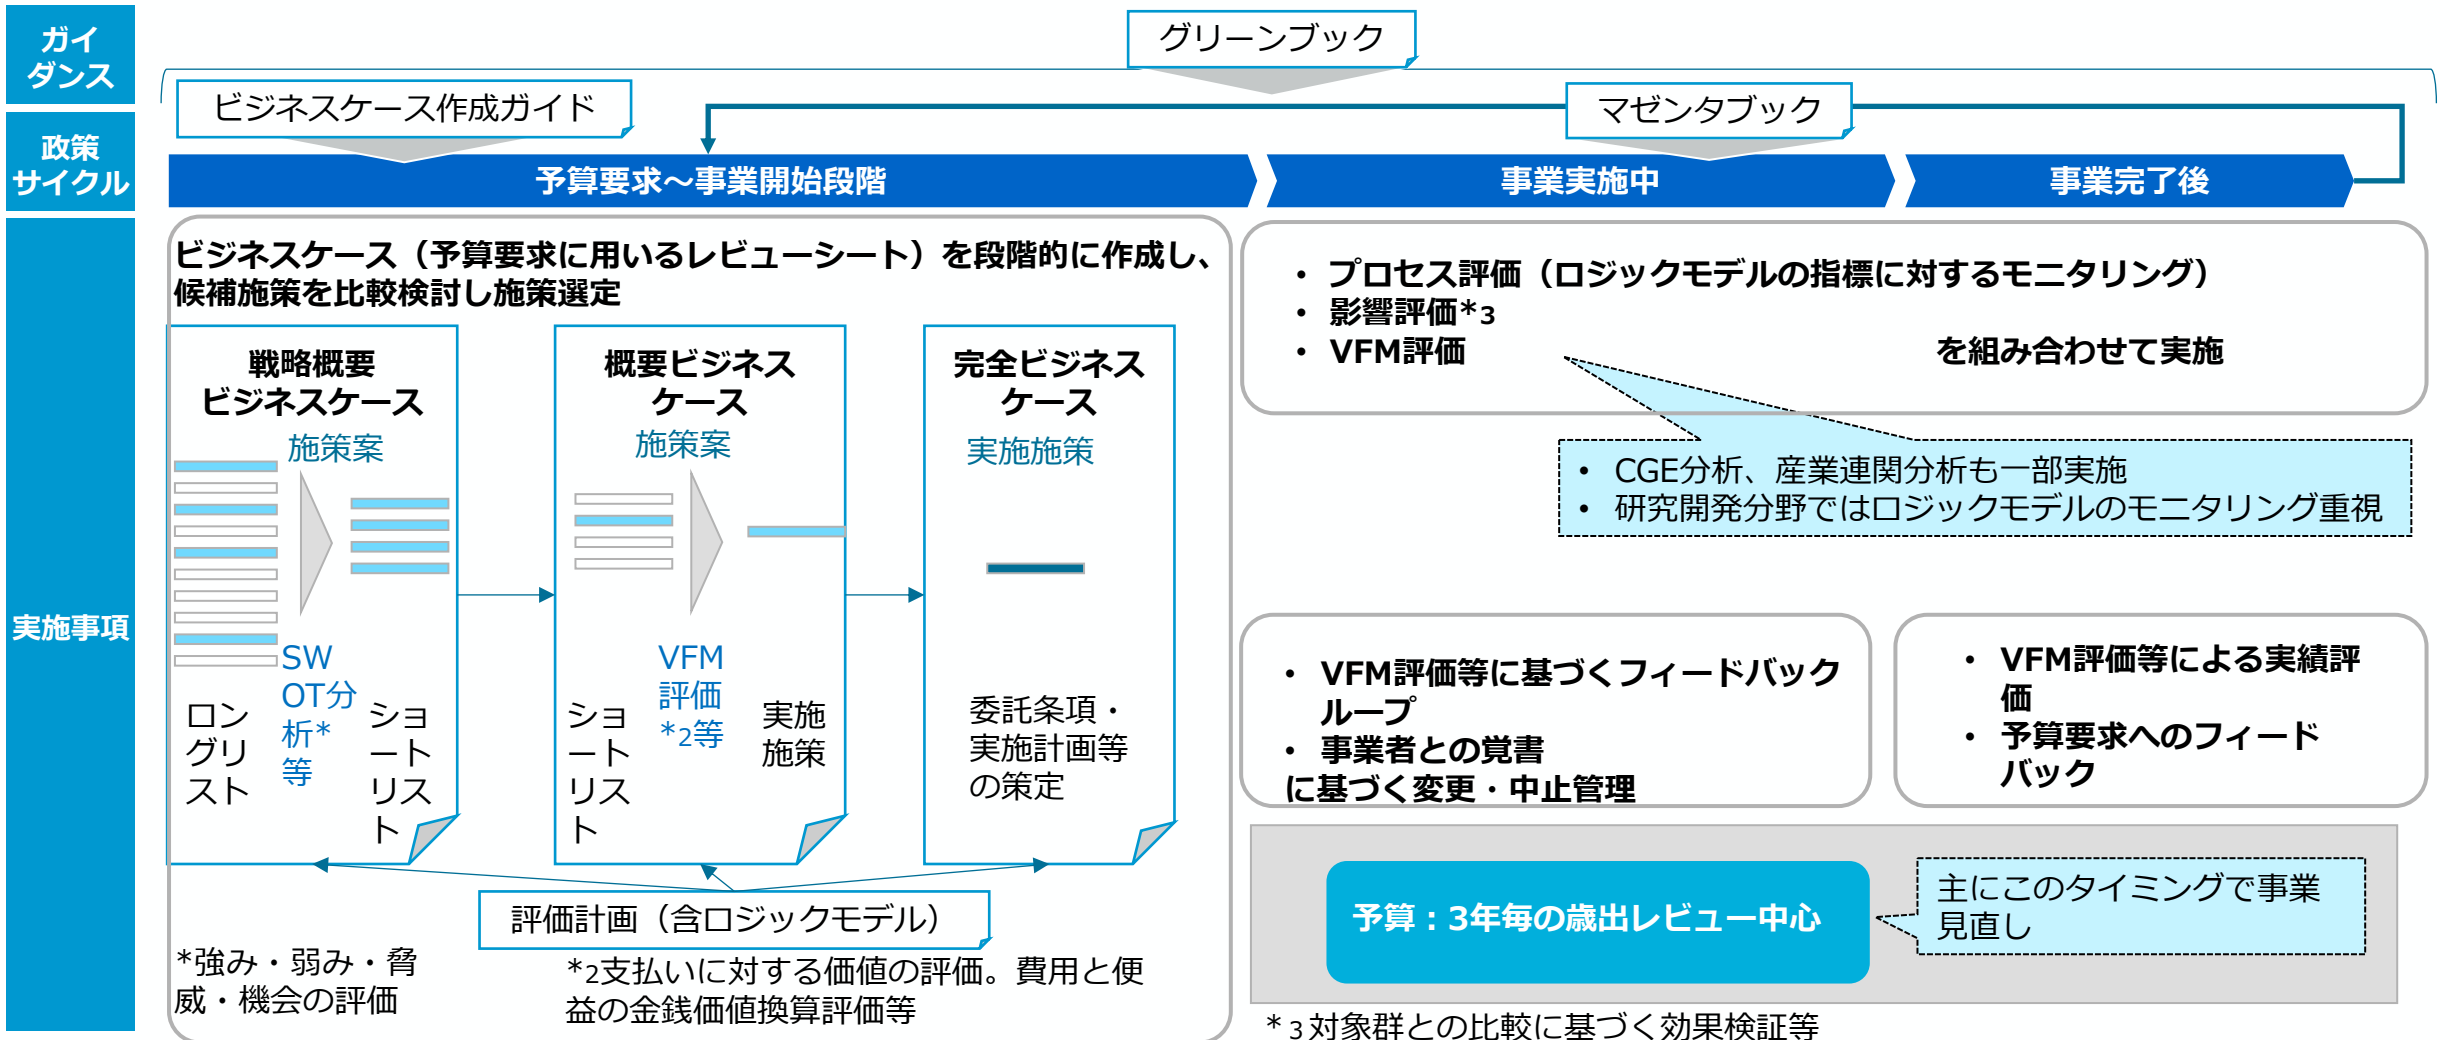 ガイ
ダンス
グリーンブック
ビジネスケース作成ガイド
マゼンタブック
政策
サイクル
予算要求～事業開始段階
事業実施中
事業完了後
実施事項
ビジネスケース（予算要求に用いるレビューシート）を段階的に作成し、
候補施策を比較検討し施策選定
戦略概要
ビジネスケース
施策案
SW
OT分
析*
等
ロン
グリ
スト
ショ
ート
リス
ト
概要ビジネス
ケース
施策案
VFM
評価
*2等
ショ
ート
リス
ト
実施
施策
完全ビジネス
ケース
実施施策
委託条項・
実施計画等
の策定
評価計画（含ロジックモデル）
*強み・弱み・脅
威・機会の評価
*2支払いに対する価値の評価。費用と便
益の金銭価値換算評価等
• プロセス評価（ロジックモデルの指標に対するモニタリング）
• 影響評価*3
• VFM評価
を組み合わせて実施
• CGE分析、産業連関分析も一部実施
• 研究開発分野ではロジックモデルのモニタリング重視
• VFM評価等に基づくフィードバック
ループ
• 事業者との覚書
に基づく変更・中止管理
• VFM評価等による実績評
価
• 予算要求へのフィード
バック
予算：3年毎の歳出レビュー中心
主にこのタイミングで事業
見直し
*3対象群との比較に基づく効果検証等